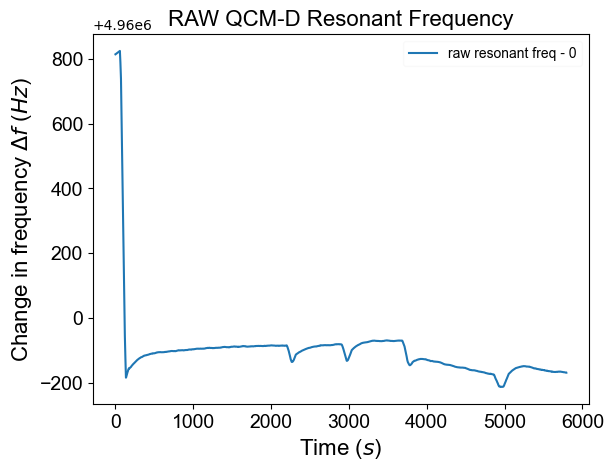 RAW QCM-D Resonant Frequency
+4.96e6
raw resonant freq - 0
Change in frequency Δf (Hz)
800
600
400
200
0
−200
0 1000 2000 3000 4000 5000 6000
Time (s)